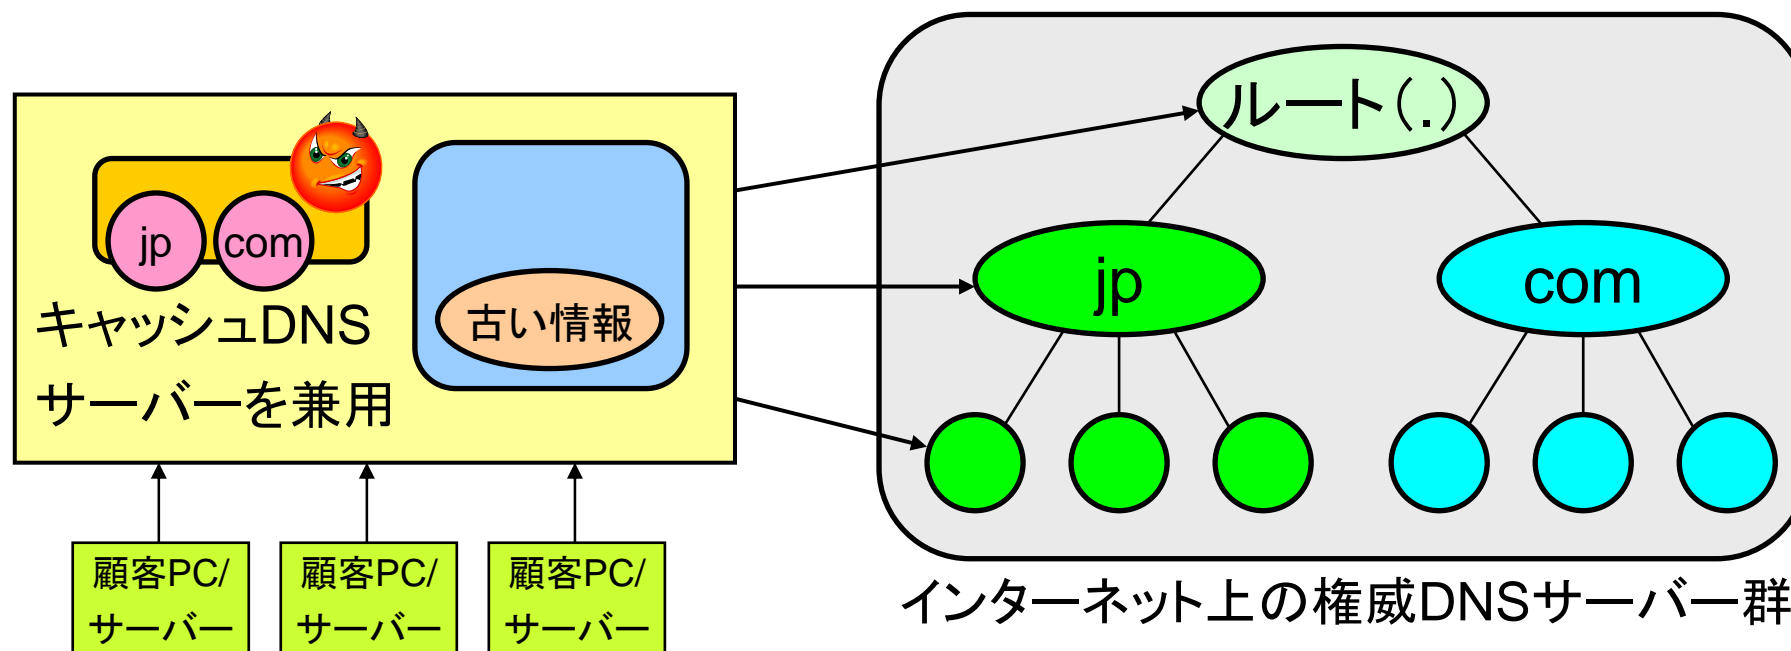 ルート(.)
jp
com
jp
com
古い情報
キャッシュDNS
サーバーを兼用
顧客PC/
サーバー
顧客PC/
サーバー
顧客PC/
サーバー
インターネット上の権威DNSサーバー群